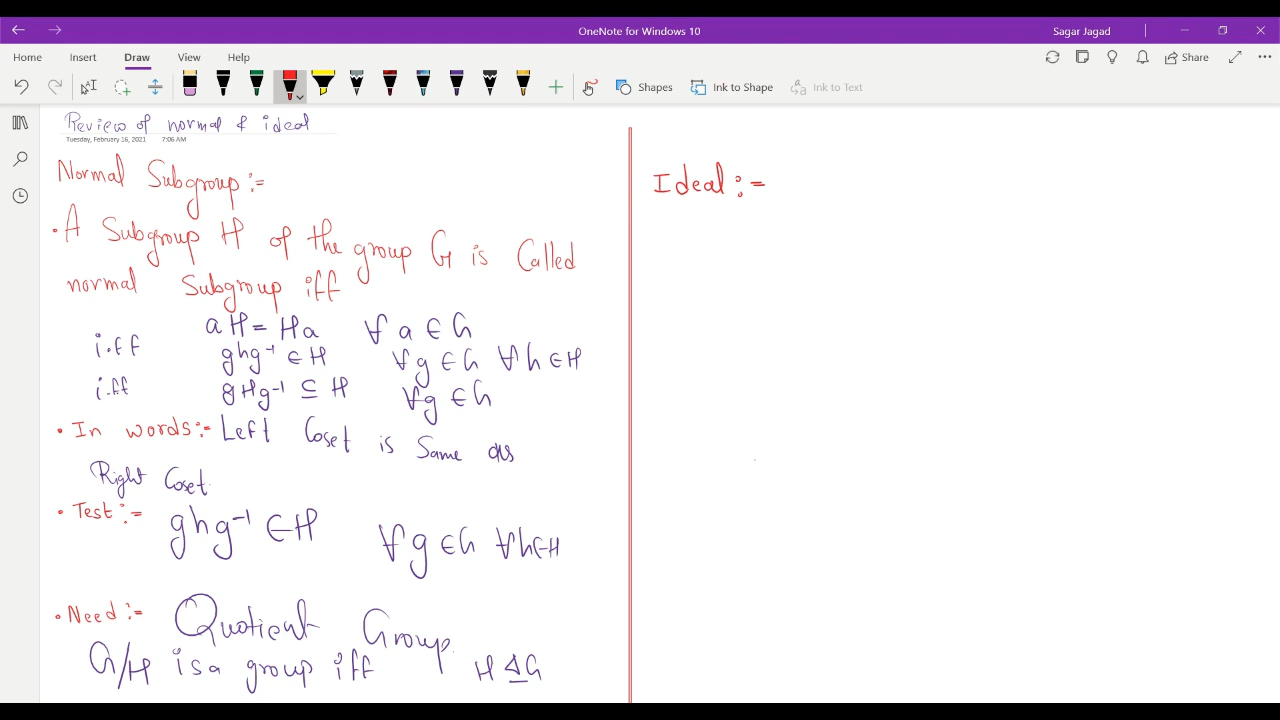 OneNote for Windows 10
Sagar Jagad
Home Insert Draw View Help
Share
Shapes
Ink to Shape
Ink to Text
Review of normal & ideal
Tuesday, February 16, 2021 7:06 AM
Normal Subgroup:=
• A Subgroup H of the group G is Called
normal Subgroup iff
aH = Ha ∀ a ∈ G
i.ff ghg⁻¹ ∈ H ∀g ∈ G ∀h ∈ H
i.ff gHg⁻¹ ⊆ H ∀g ∈ G
• In words:= Left Coset is Same as
Right Coset.
• Test:= ghg⁻¹ ∈ H ∀g ∈ G ∀h ∈ H
• Need:= Quotient Group
G/H is a group iff H ⊴ G
Ideal:=